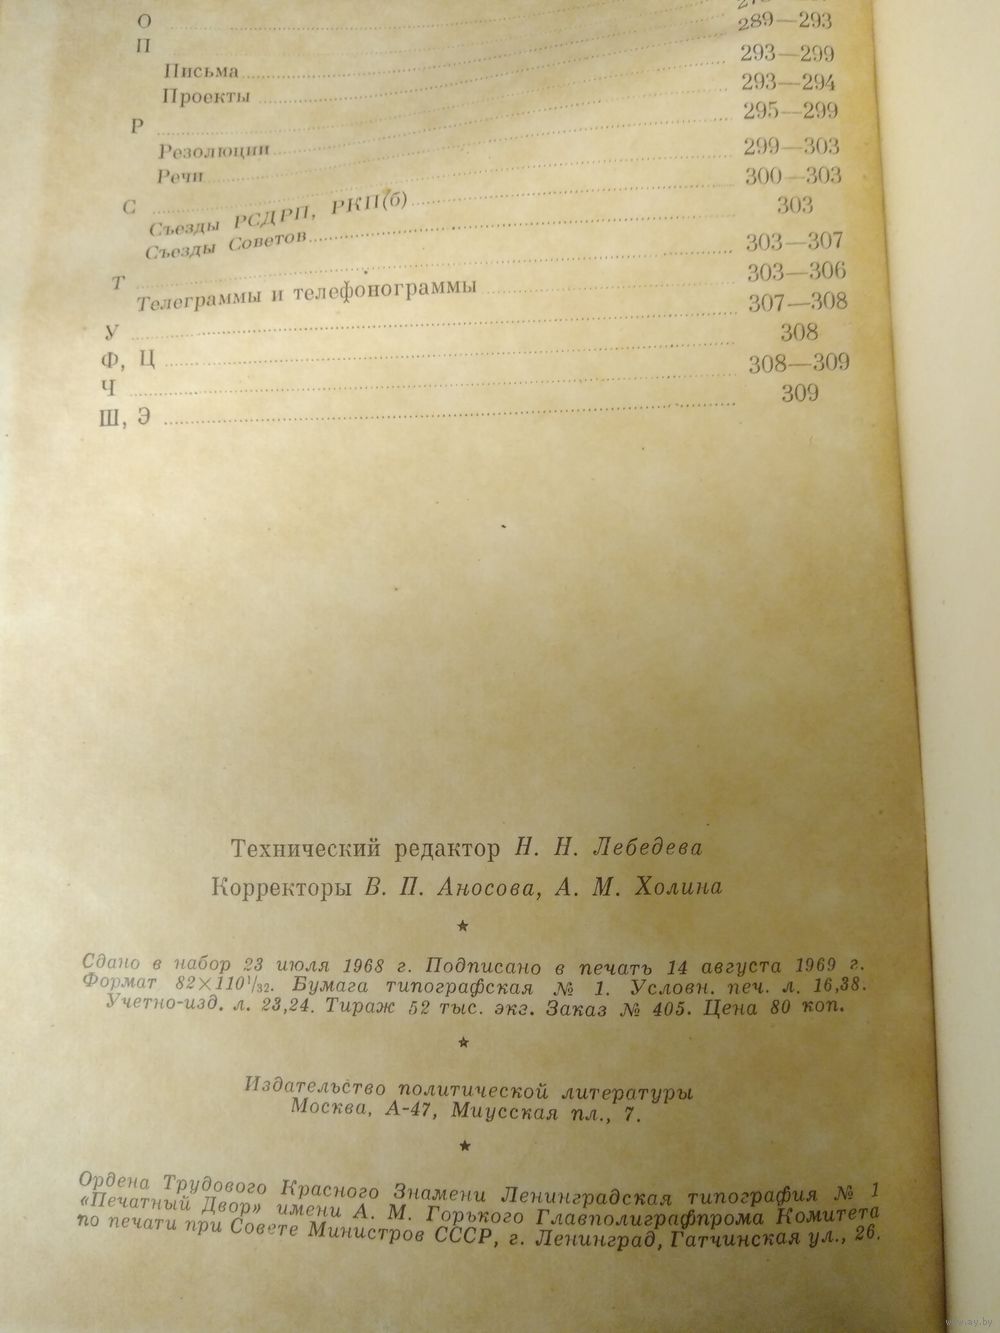 О
П
Письма
Проекты 289—293
Р 293—299
Резолюции 293—294
Речи 295—299
С 299—303
Съезды РСДРП, РКП(б) 300—303
Съезды Советов 303
Т 303—307
Телеграммы и телефонограммы 303—306
У 307—308
Ф, Ц 308
Ч 308—309
Ш, Э 309
Технический редактор Н. Н. Лебедева
Корректоры В. П. Аносова, А. М. Холина
Сдано в набор 23 июля 1968 г. Подписано в печать 14 августа 1969 г.
Формат 82×110¹/₃₂. Бумага типографская № 1. Условн. печ. л. 16,38.
Учетно-изд. л. 23,24. Тираж 52 тыс. экз. Заказ № 405. Цена 80 коп.
Издательство политической литературы
Москва, А-47, Миусская пл., 7.
Ордена Трудового Красного Знамени Ленинградская типография № 1
«Печатный Двор» имени А. М. Горького Главполиграфпрома Комитета
по печати при Совете Министров СССР, г. Ленинград, Гатчинская ул., 26.
www.ay.by